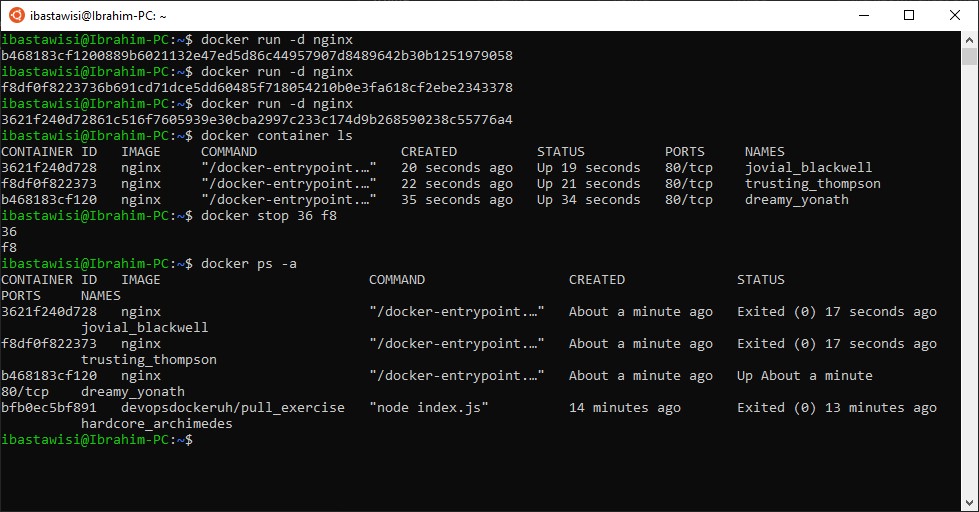 ibastawisi@Ibrahim-PC: ~
ibastawisi@Ibrahim-PC:~$ docker run -d nginx
b468183cf1200889b6021132e47ed5d86c44957907d8489642b30b1251979058
ibastawisi@Ibrahim-PC:~$ docker run -d nginx
f8df0f8223736b691cd71dce5dd60485f718054210b0e3fa618cf2ebe2343378
ibastawisi@Ibrahim-PC:~$ docker run -d nginx
3621f240d72861c516f7605939e30cba2997c233c174d9b268590238c55776a4
ibastawisi@Ibrahim-PC:~$ docker container ls
CONTAINER ID   IMAGE     COMMAND                  CREATED          STATUS          PORTS     NAMES
3621f240d728   nginx     "/docker-entrypoint.…"   20 seconds ago   Up 19 seconds   80/tcp    jovial_blackwell
f8df0f822373   nginx     "/docker-entrypoint.…"   22 seconds ago   Up 21 seconds   80/tcp    trusting_thompson
b468183cf120   nginx     "/docker-entrypoint.…"   35 seconds ago   Up 34 seconds   80/tcp    dreamy_yonath
ibastawisi@Ibrahim-PC:~$ docker stop 36 f8
36
f8
ibastawisi@Ibrahim-PC:~$ docker ps -a
CONTAINER ID   IMAGE                          COMMAND                  CREATED              STATUS
PORTS     NAMES
3621f240d728   nginx                          "/docker-entrypoint.…"   About a minute ago   Exited (0) 17 seconds ago
          jovial_blackwell
f8df0f822373   nginx                          "/docker-entrypoint.…"   About a minute ago   Exited (0) 17 seconds ago
          trusting_thompson
b468183cf120   nginx                          "/docker-entrypoint.…"   About a minute ago   Up About a minute
80/tcp    dreamy_yonath
bfb0ec5bf891   devopsdockeruh/pull_exercise   "node index.js"          14 minutes ago       Exited (0) 13 minutes ago
          hardcore_archimedes
ibastawisi@Ibrahim-PC:~$